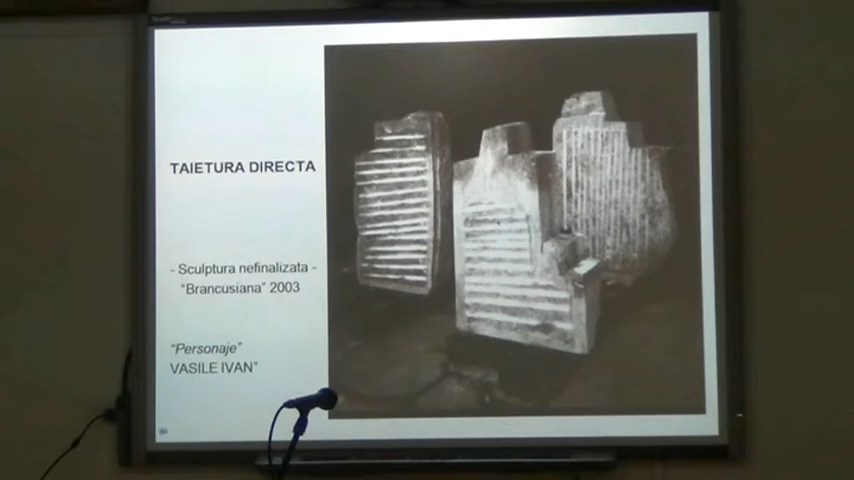 TAIETURA DIRECTA
- Sculptura nefinalizata -
"Brancusiana" 2003
"Personaje"
VASILE IVAN"